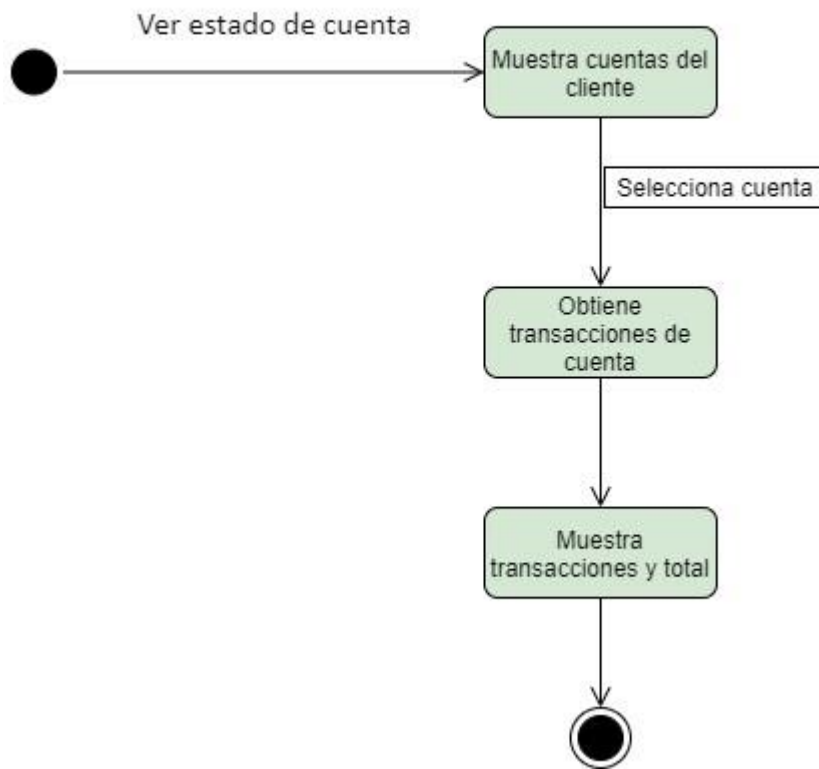 Ver estado de cuenta
Muestra cuentas del
cliente
Selecciona cuenta
Obtiene
transacciones de
cuenta
Muestra
transacciones y total